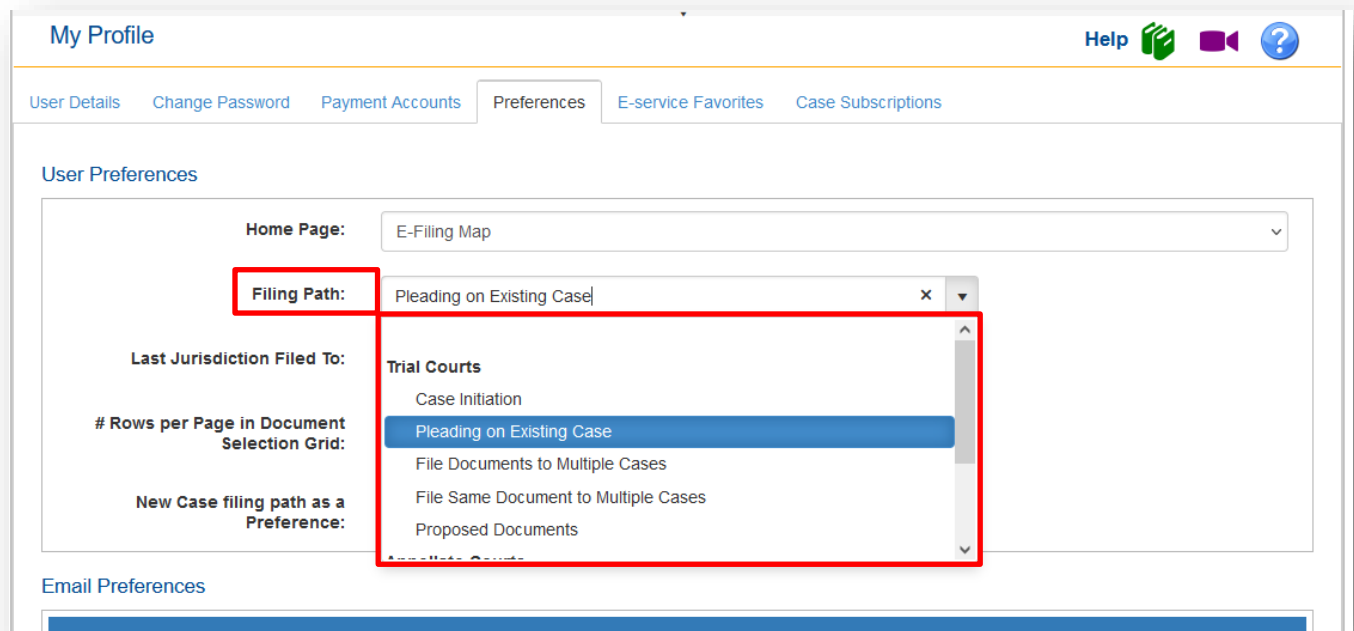 My Profile
Help
User Details Change Password Payment Accounts Preferences E-service Favorites Case Subscriptions
User Preferences
Home Page: E-Filing Map
Filing Path: Pleading on Existing Case
Last Jurisdiction Filed To:
Trial Courts
Case Initiation
# Rows per Page in Document
Selection Grid:
Pleading on Existing Case
File Documents to Multiple Cases
New Case filing path as a
Preference:
File Same Document to Multiple Cases
Proposed Documents
Appellate Courts
Email Preferences